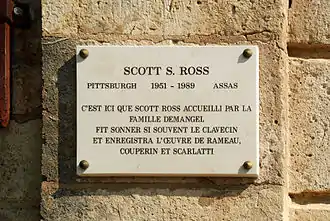 SCOTT S. ROSS
PITTSBURGH 1951 - 1989 ASSAS
C'EST ICI QUE SCOTT ROSS ACCUEILLI PAR LA
FAMILLE DEMANGEL
FIT SONNER SI SOUVENT LE CLAVECIN
ET ENREGISTRA L'ŒUVRE DE RAMEAU,
COUPERIN ET SCARLATTI